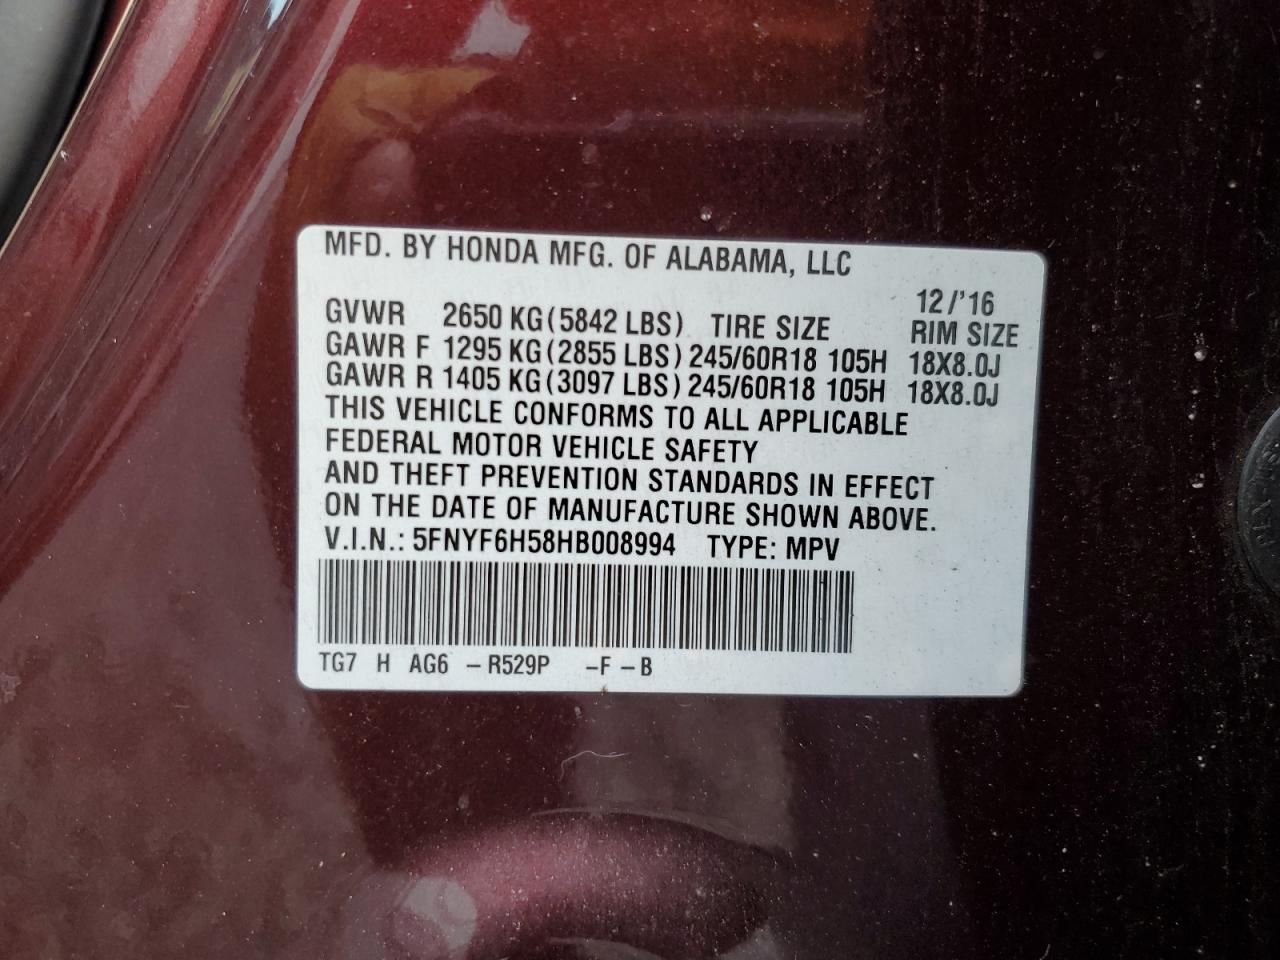 MFD. BY HONDA MFG. OF ALABAMA, LLC
12/'16
GVWR 2650 KG(5842 LBS) TIRE SIZE RIM SIZE
GAWR F 1295 KG(2855 LBS) 245/60R18 105H 18X8.0J
GAWR R 1405 KG(3097 LBS) 245/60R18 105H 18X8.0J
THIS VEHICLE CONFORMS TO ALL APPLICABLE
FEDERAL MOTOR VEHICLE SAFETY
AND THEFT PREVENTION STANDARDS IN EFFECT
ON THE DATE OF MANUFACTURE SHOWN ABOVE.
V.I.N.: 5FNYF6H58HB008994 TYPE: MPV
TG7 H AG6 -R529P -F-B